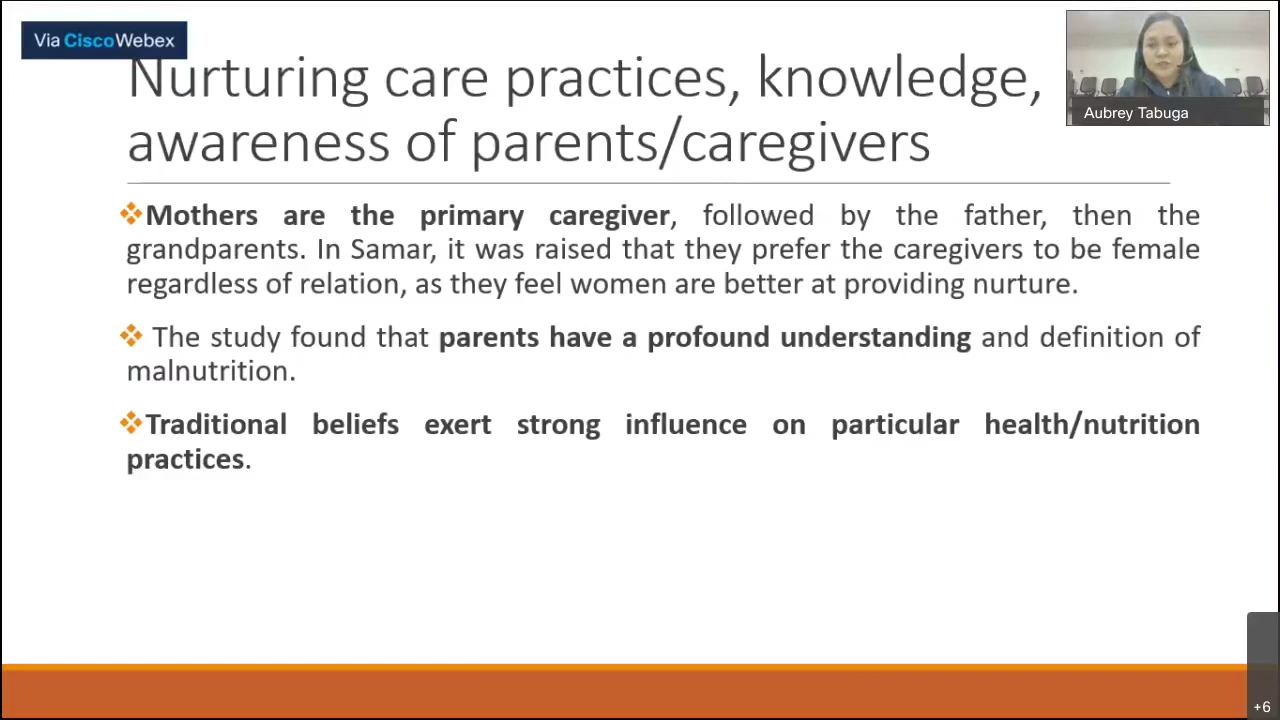 Via CiscoWebex
Nurturing care practices, knowledge,
awareness of parents/caregivers
Aubrey Tabuga
Mothers are the primary caregiver, followed by the father, then the
grandparents. In Samar, it was raised that they prefer the caregivers to be female
regardless of relation, as they feel women are better at providing nurture.
The study found that parents have a profound understanding and definition of
malnutrition.
Traditional beliefs exert strong influence on particular health/nutrition
practices.
+6